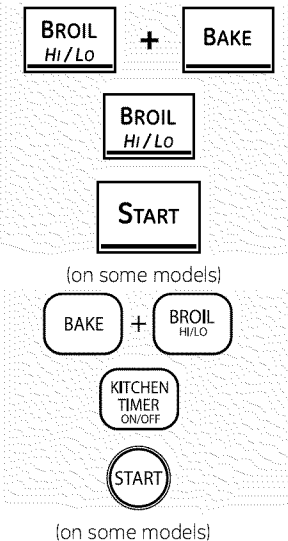 BROIL + BAKE
HI / LO
BROIL
HI / LO
START
(on some models)
BAKE + BROIL
HI/LO
KITCHEN
TIMER
ON/OFF
START
(on some models)